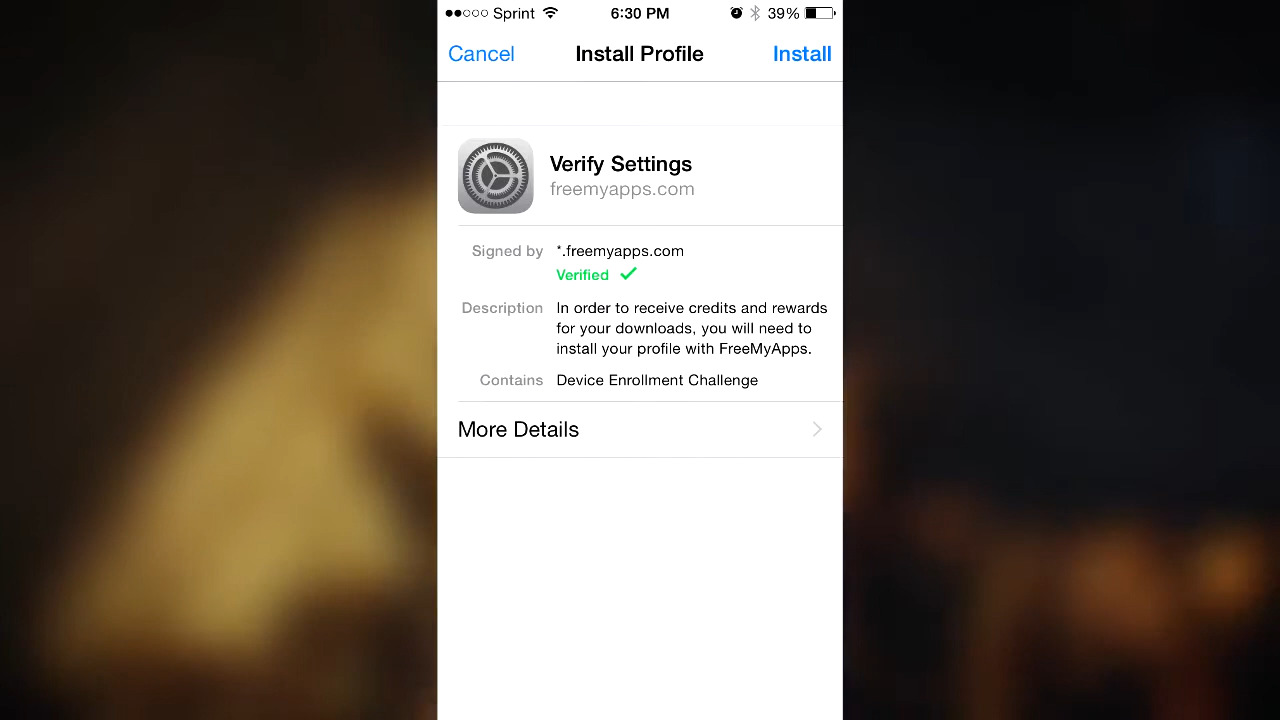 Sprint 6:30 PM 39%
Cancel Install Profile Install
Verify Settings
freemyapps.com
Signed by *.freemyapps.com
Verified
Description In order to receive credits and rewards
for your downloads, you will need to
install your profile with FreeMyApps.
Contains Device Enrollment Challenge
More Details